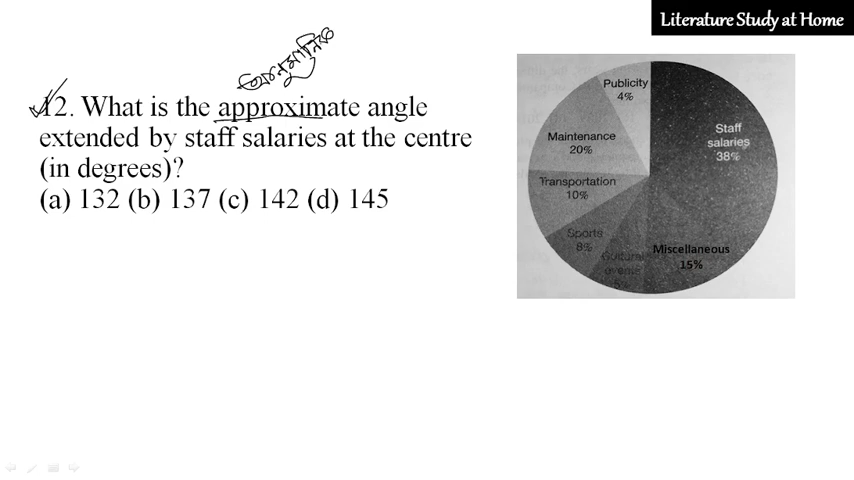 Literature Study at Home
12. What is the approximate angle
extended by staff salaries at the centre
(in degrees)?
(a) 132 (b) 137 (c) 142 (d) 145
Publicity
4%
Staff
salaries
38%
Maintenance
20%
Transportation
10%
Sports
8%
Cultural
events
Miscellaneous
15%